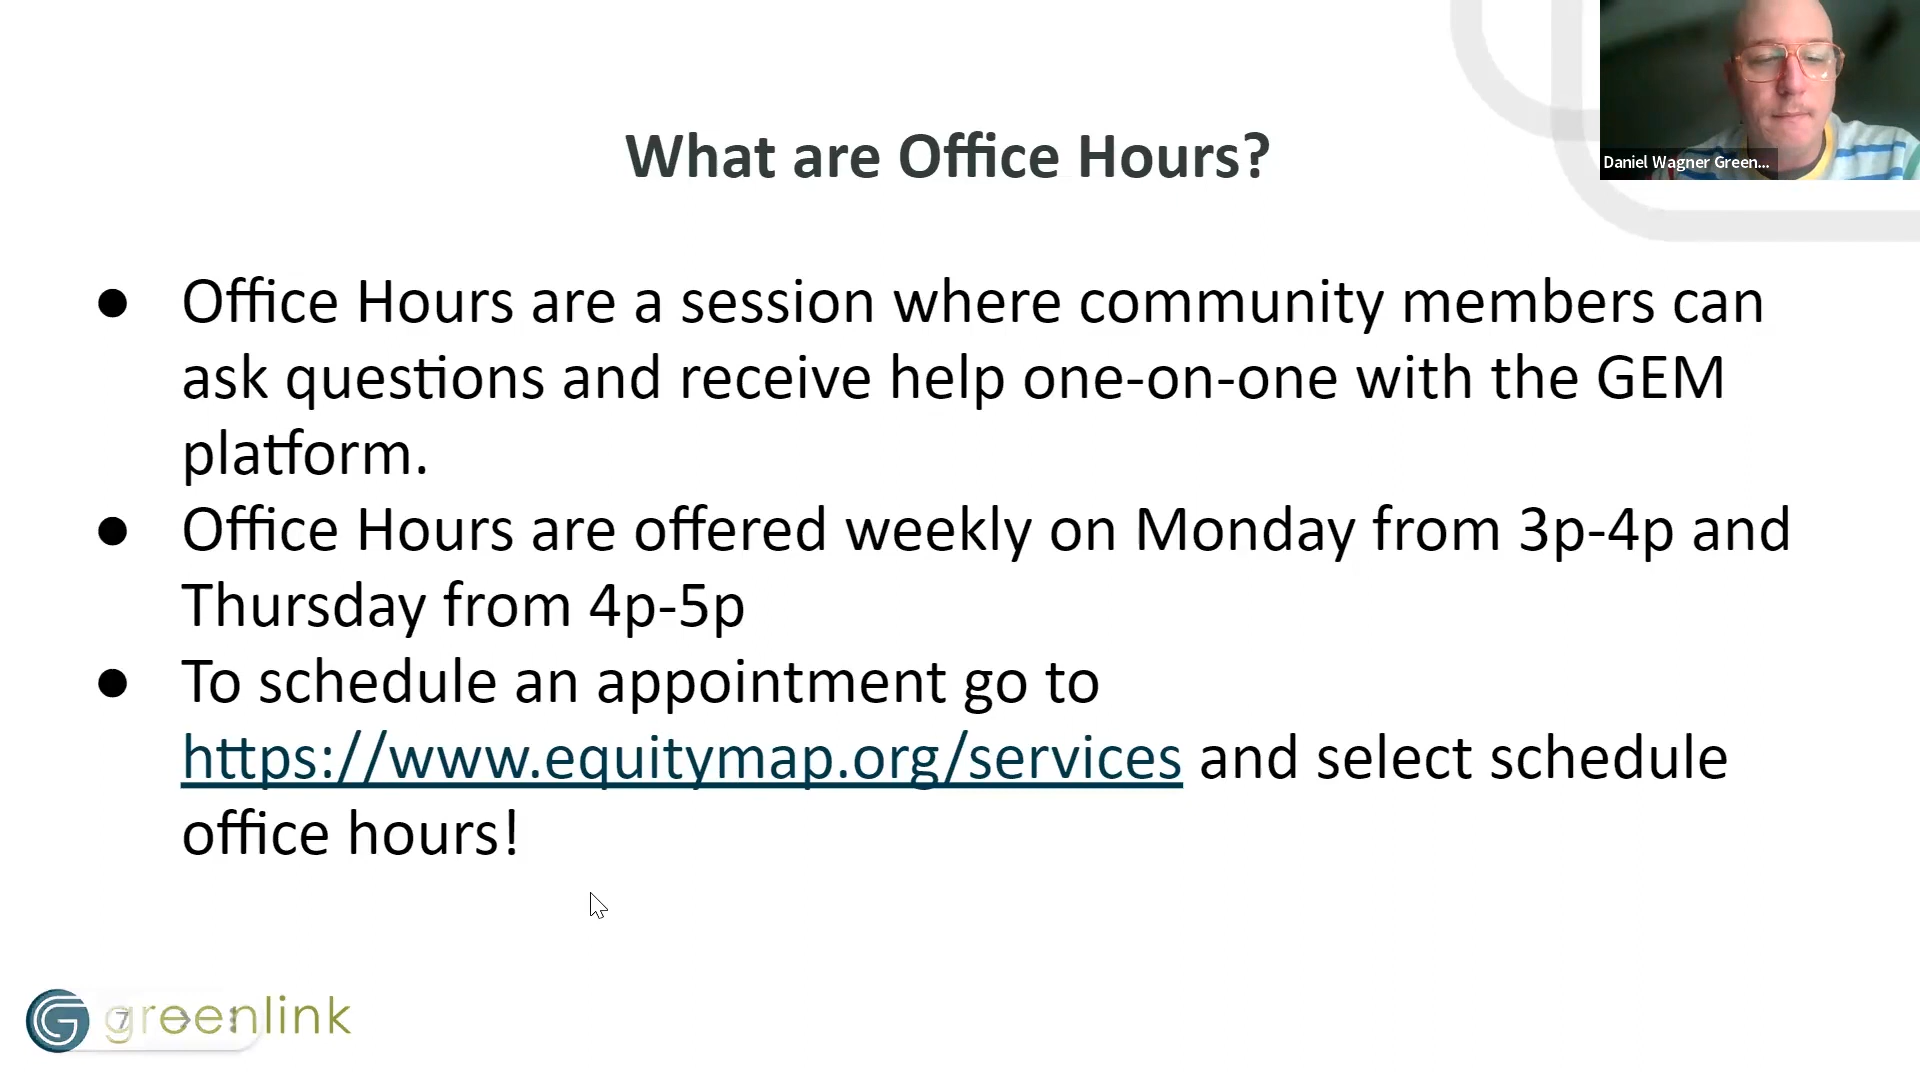 What are Office Hours?
Daniel Wagner Green...
● Office Hours are a session where community members can
ask questions and receive help one-on-one with the GEM
platform.
● Office Hours are offered weekly on Monday from 3p-4p and
Thursday from 4p-5p
● To schedule an appointment go to
https://www.equitymap.org/services and select schedule
office hours!
G greenlink
7